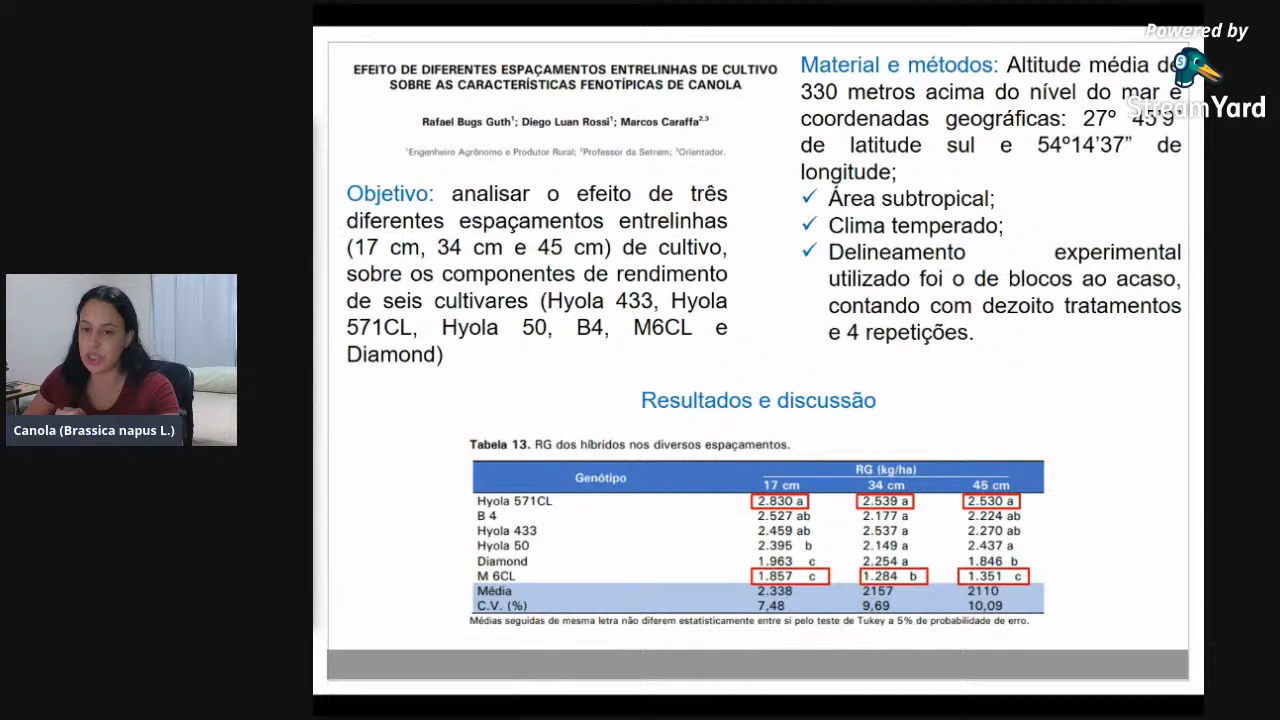 Powered by
StreamYard
EFEITO DE DIFERENTES ESPAÇAMENTOS ENTRELINHAS DE CULTIVO
SOBRE AS CARACTERÍSTICAS FENOTÍPICAS DE CANOLA
Rafael Bugs Guth¹; Diego Luan Rossi¹; Marcos Caraffa²,³
¹Engenheiro Agrônomo e Produtor Rural; ²Professor da Setrem; ³Orientador.
Objetivo: analisar o efeito de três
diferentes espaçamentos entrelinhas
(17 cm, 34 cm e 45 cm) de cultivo,
sobre os componentes de rendimento
de seis cultivares (Hyola 433, Hyola
571CL, Hyola 50, B4, M6CL e
Diamond)
Material e métodos: Altitude média de
330 metros acima do nível do mar e
coordenadas geográficas: 27º 45'9'
de latitude sul e 54º14'37” de
longitude;
✓ Área subtropical;
✓ Clima temperado;
✓ Delineamento experimental
utilizado foi o de blocos ao acaso,
contando com dezoito tratamentos
e 4 repetições.
Canola (Brassica napus L.)
Resultados e discussão
Tabela 13. RG dos híbridos nos diversos espaçamentos.
Genótipo RG (kg/ha)
17 cm 34 cm 45 cm
Hyola 571CL 2.830 a 2.539 a 2.530 a
B 4 2.527 ab 2.177 a 2.224 ab
Hyola 433 2.459 ab 2.537 a 2.270 ab
Hyola 50 2.395 b 2.149 a 2.437 a
Diamond 1.963 c 2.254 a 1.846 b
M 6CL 1.857 c 1.284 b 1.351 c
Média 2.338 2157 2110
C.V. (%) 7,48 9,69 10,09
Médias seguidas de mesma letra não diferem estatisticamente entre si pelo teste de Tukey a 5% de probabilidade de erro.